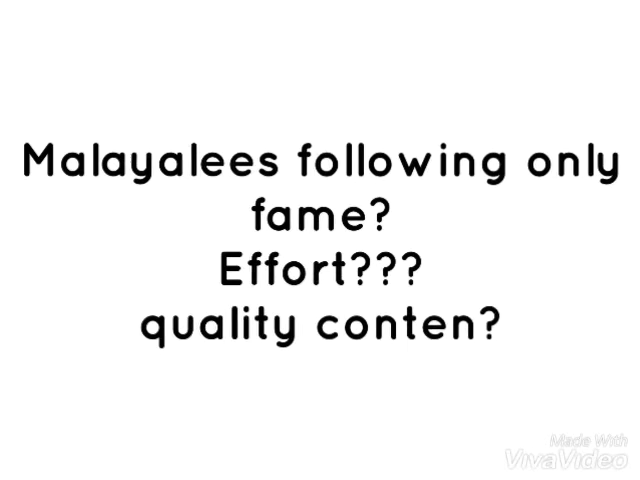 Malayalees following only
fame?
Effort???
quality conten?
Made With
VivaVideo